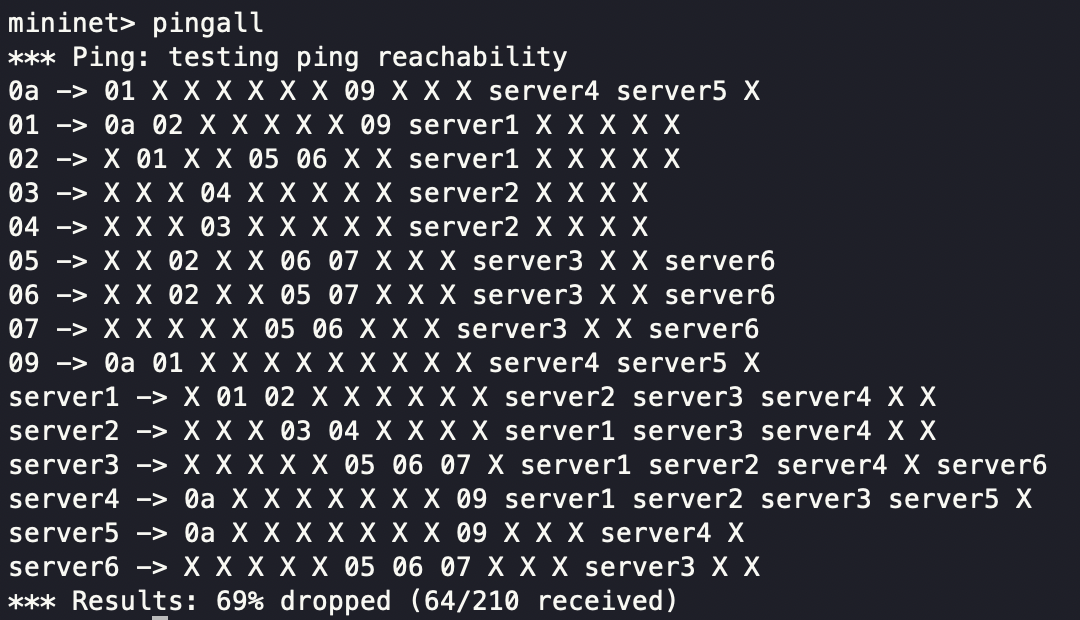 mininet> pingall
*** Ping: testing ping reachability
0a -> 01 X X X X X X 09 X X X server4 server5 X
01 -> 0a 02 X X X X X 09 server1 X X X X X
02 -> X 01 X X 05 06 X X server1 X X X X X
03 -> X X X 04 X X X X X server2 X X X X
04 -> X X X 03 X X X X X server2 X X X X
05 -> X X 02 X X 06 07 X X X server3 X X server6
06 -> X X 02 X X 05 07 X X X server3 X X server6
07 -> X X X X X 05 06 X X X server3 X X server6
09 -> 0a 01 X X X X X X X X X server4 server5 X
server1 -> X 01 02 X X X X X X server2 server3 server4 X X
server2 -> X X X 03 04 X X X X server1 server3 server4 X X
server3 -> X X X X X 05 06 07 X server1 server2 server4 X server6
server4 -> 0a X X X X X X X 09 server1 server2 server3 server5 X
server5 -> 0a X X X X X X X 09 X X X server4 X
server6 -> X X X X X 05 06 07 X X X server3 X X
*** Results: 69% dropped (64/210 received)